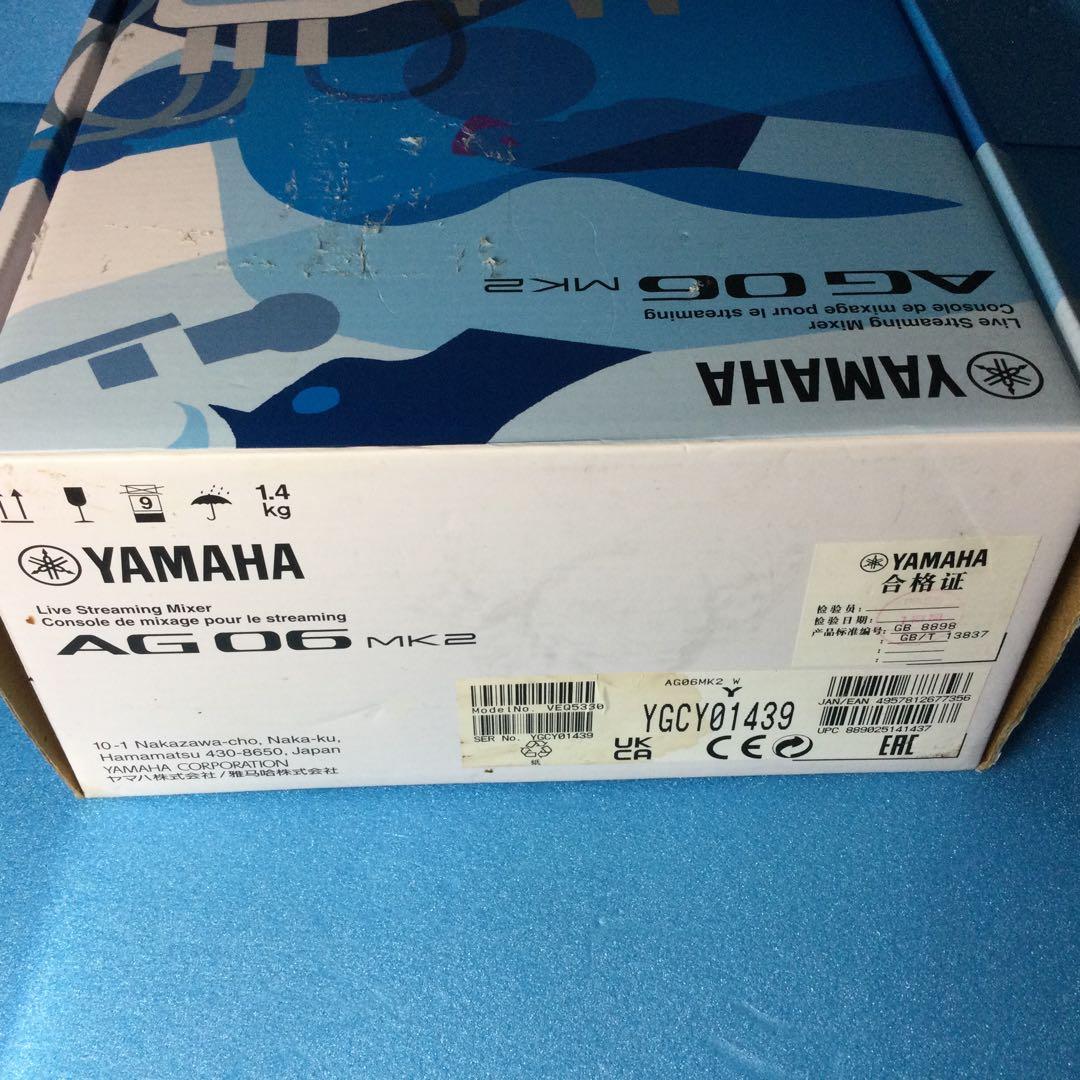 AG06 MK2
Console de mixage pour le streaming
Live Streaming Mixer
YAMAHA
9
1.4
kg
YAMAHA
Live Streaming Mixer
Console de mixage pour le streaming
AG06 MK2
10-1 Nakazawa-cho, Naka-ku,
Hamamatsu 430-8650, Japan
YAMAHA CORPORATION
ヤマハ株式会社/雅马哈株式会社
YAMAHA
合格证
检验员:
检验日期:
产品标准编号: GB 8898
GB/T 13837
AG06MK2 W
Y
YGCY01439
ModelNo. VEQ5330
SER No. YGCY01439
紙
UK
CA
CE
JAN/EAN 4957812677356
UPC 889025141437
EAC